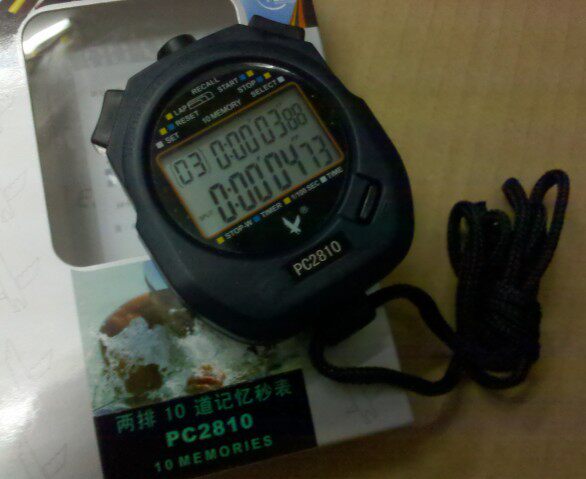 RECALL
LAP
START
STOP
RESET
10 MEMORY
SELECT
SET
03 0:00'03"88
0:00'04"73
SPLIT
STOP-W TIMER 1/100 SEC TIME
®
PC2810
两排 10 道记忆秒表
PC2810
10 MEMORIES